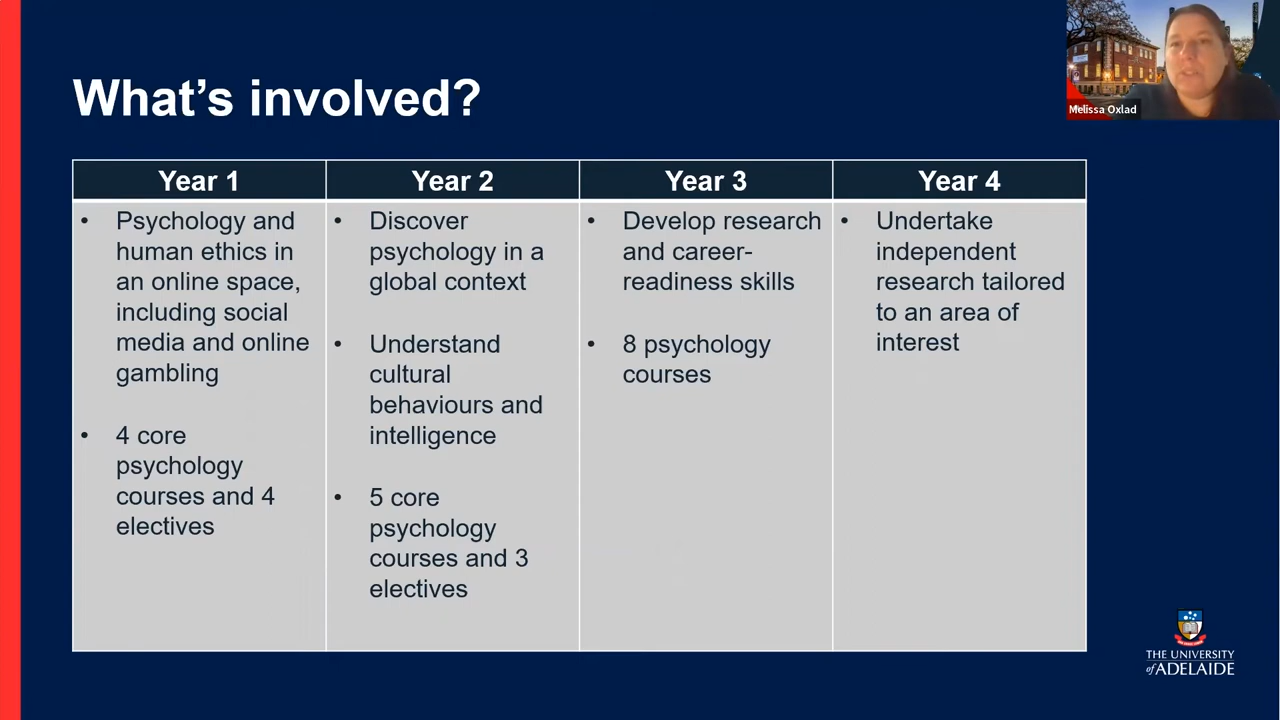 What's involved?
Melissa Oxlad
Year 1
Year 2
Year 3
Year 4
• Psychology and
human ethics in
an online space,
including social
media and online
gambling
• 4 core
psychology
courses and 4
electives
• Discover
psychology in a
global context
• Understand
cultural
behaviours and
intelligence
• 5 core
psychology
courses and 3
electives
• Develop research
and career-
readiness skills
• 8 psychology
courses
• Undertake
independent
research tailored
to an area of
interest
THE UNIVERSITY
of ADELAIDE